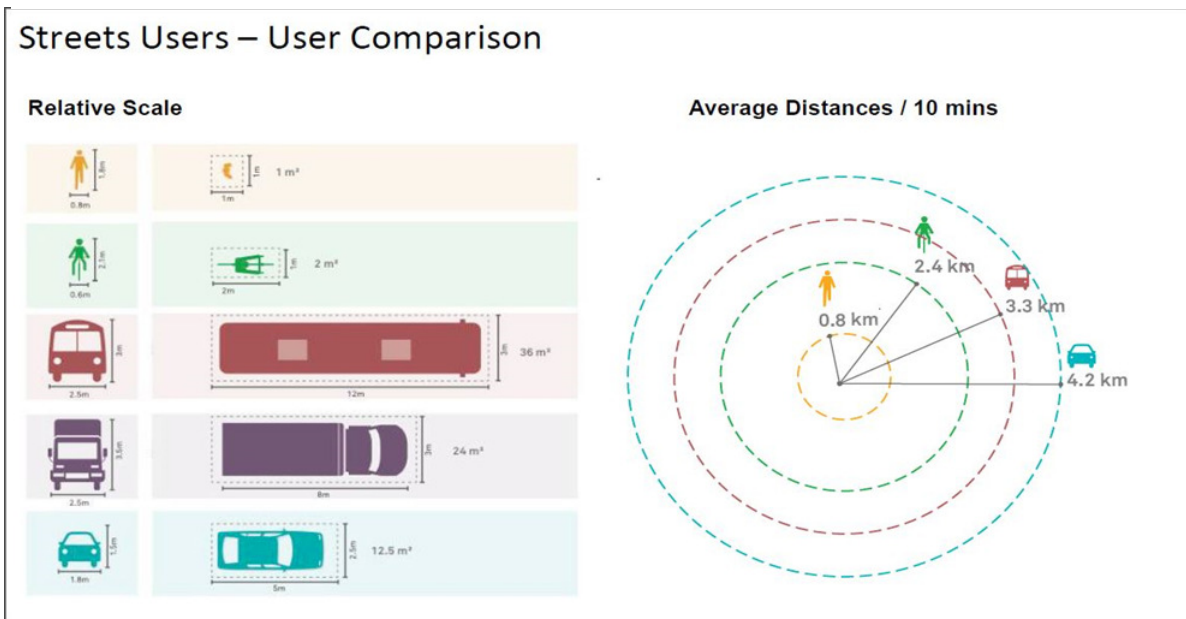 Streets Users – User Comparison
Relative Scale
1.8m
0.8m
1m
1m
1 m²
2.1m
0.6m
1m
2m
2 m²
3m
2.5m
3m
12m
36 m²
3.5m
2.5m
3m
8m
24 m²
1.5m
1.8m
2.5m
5m
12.5 m²
Average Distances / 10 mins
2.4 km
0.8 km
3.3 km
4.2 km